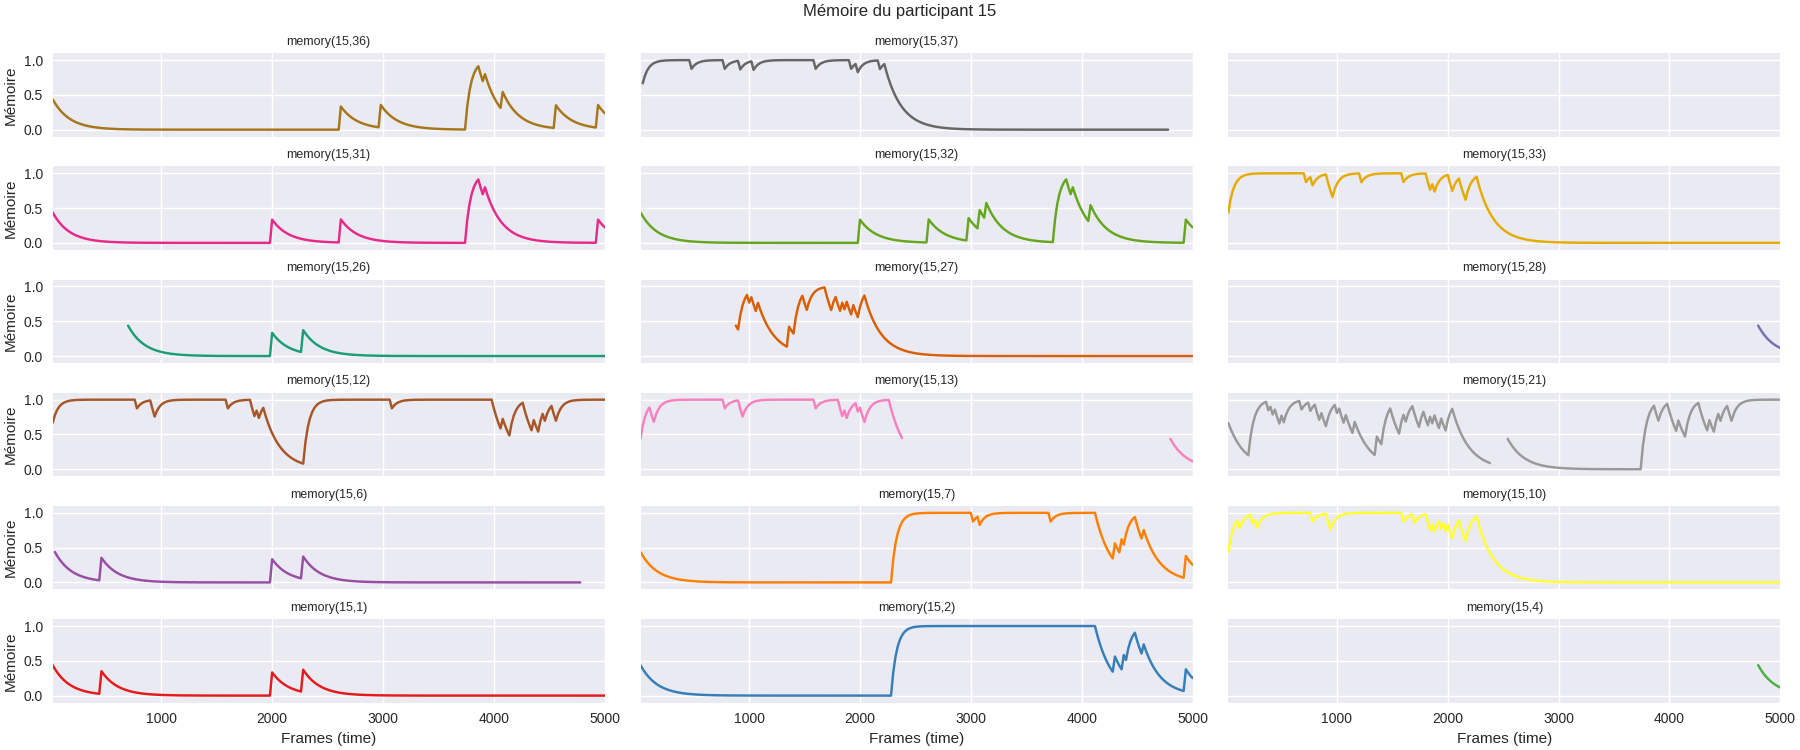 Mémoire du participant 15
memory(15,36)
memory(15,37)
Mémoire
1.0
0.5
0.0
memory(15,31)
memory(15,32)
memory(15,33)
Mémoire
1.0
0.5
0.0
memory(15,26)
memory(15,27)
memory(15,28)
Mémoire
1.0
0.5
0.0
memory(15,12)
memory(15,13)
memory(15,21)
Mémoire
1.0
0.5
0.0
memory(15,6)
memory(15,7)
memory(15,10)
Mémoire
1.0
0.5
0.0
memory(15,1)
memory(15,2)
memory(15,4)
Mémoire
1.0
0.5
0.0
1000 2000 3000 4000 5000
1000 2000 3000 4000 5000
1000 2000 3000 4000 5000
Frames (time)
Frames (time)
Frames (time)